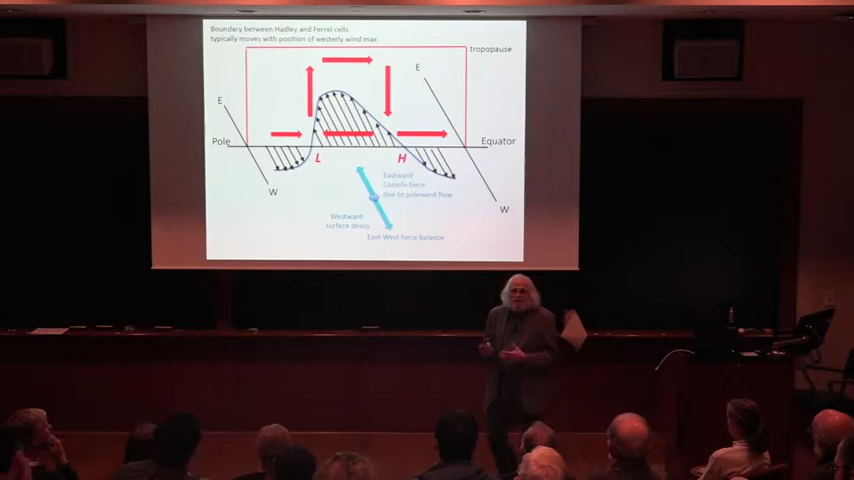 Boundary between Hadley and Ferrel cells
typically moves with position of westerly wind max
tropopause
E
E
Pole
Equator
L
H
W
W
Eastward
Coriolis force
due to poleward flow
Westward
surface stress
East-West force balance